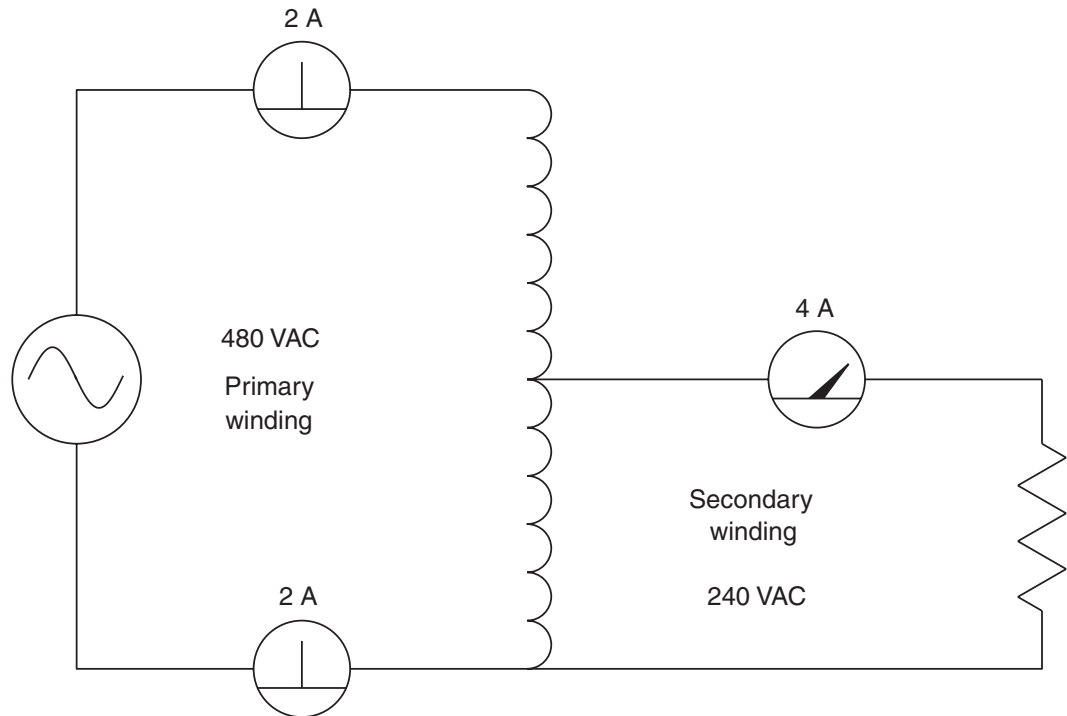 2 A
480 VAC
Primary
winding
4 A
Secondary
winding
240 VAC
2 A